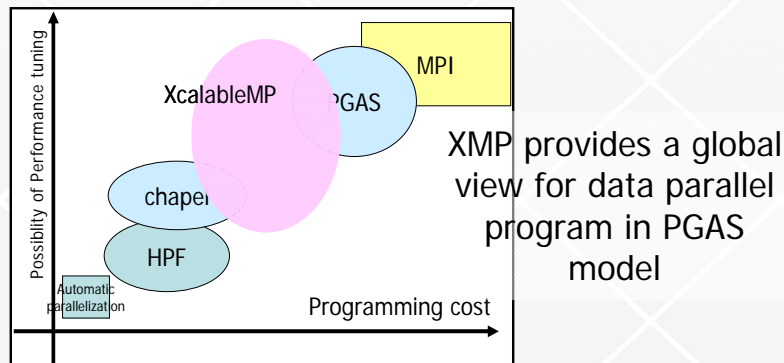 Possiblity of Performance tuning
MPI
XcalableMP
PGAS
chapel
HPF
Automatic
parallelization
Programming cost
XMP provides a global
view for data parallel
program in PGAS
model